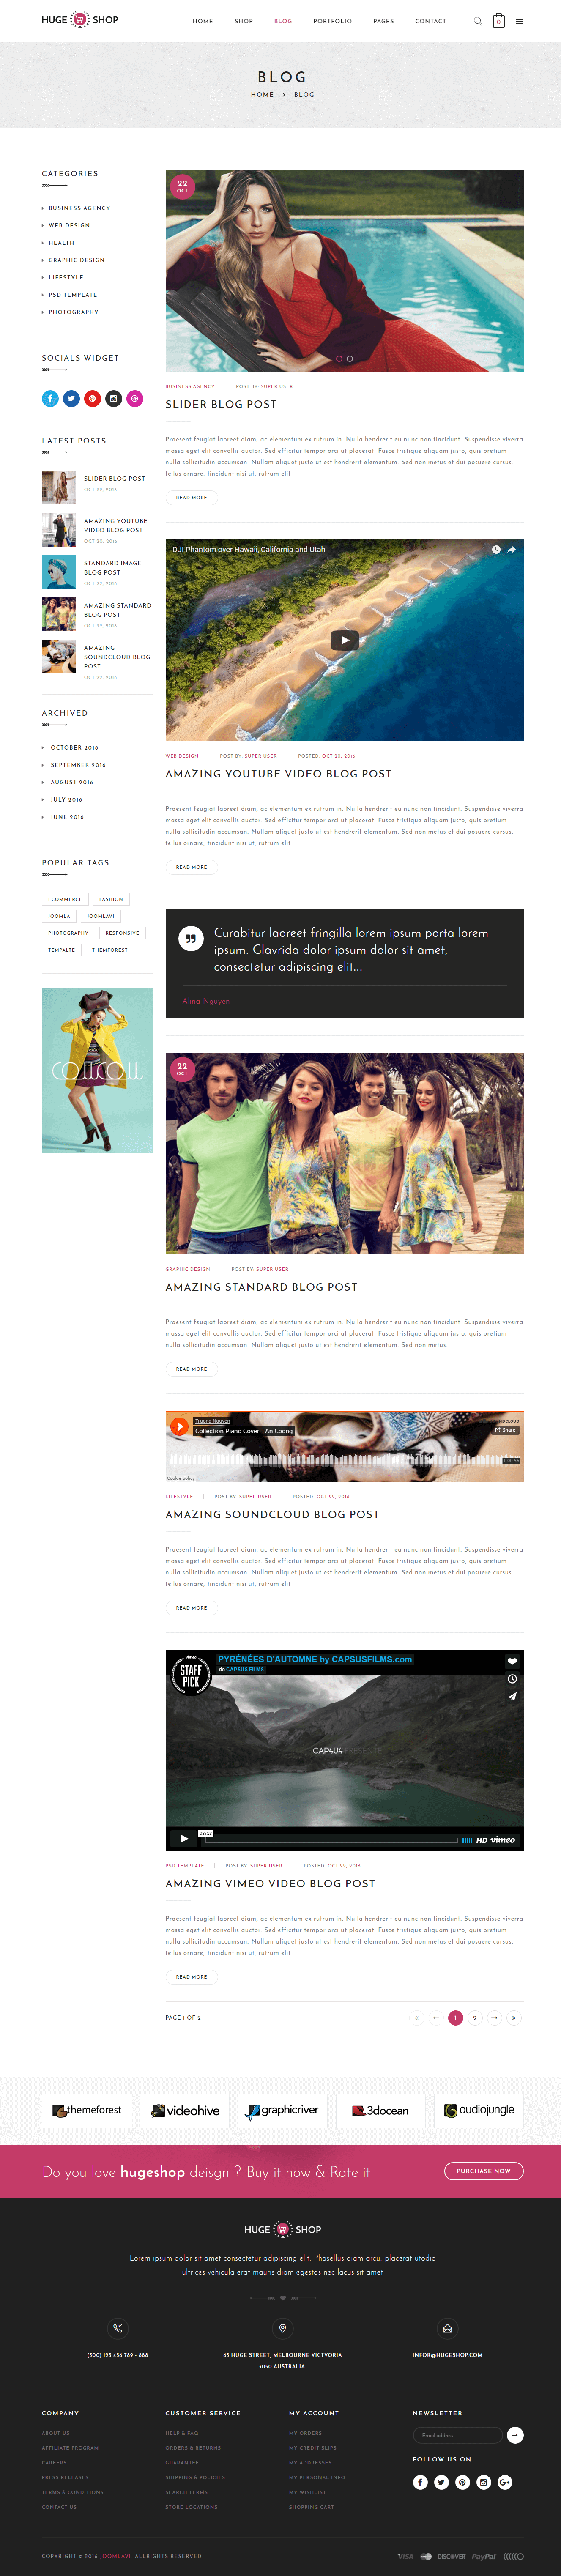 HUGE SHOP
HOME SHOP BLOG PORTFOLIO PAGES CONTACT
0
BLOG
HOME > BLOG
CATEGORIES
BUSINESS AGENCY
WEB DESIGN
HEALTH
GRAPHIC DESIGN
LIFESTYLE
PSD TEMPLATE
PHOTOGRAPHY
SOCIALS WIDGET
LATEST POSTS
SLIDER BLOG POST
OCT 22, 2016
AMAZING YOUTUBE
VIDEO BLOG POST
OCT 20, 2016
STANDARD IMAGE
BLOG POST
OCT 22, 2016
AMAZING STANDARD
BLOG POST
OCT 22, 2016
AMAZING
SOUNDCLOUD BLOG
POST
OCT 22, 2016
ARCHIVED
OCTOBER 2016
SEPTEMBER 2016
AUGUST 2016
JULY 2016
JUNE 2016
POPULAR TAGS
ECOMMERCE FASHION
JOOMLA JOOMLAVI
PHOTOGRAPHY RESPONSIVE
TEMPALTE THEMFOREST
22
OCT
BUSINESS AGENCY POST BY: SUPER USER
SLIDER BLOG POST
Praesent feugiat laoreet diam, ac elementum ex rutrum in. Nulla hendrerit eu nunc non tincidunt. Suspendisse viverra
massa eget elit convallis auctor. Sed efficitur tempor orci ut placerat. Fusce tristique aliquam justo, quis pretium
nulla sollicitudin accumsan. Nullam aliquet justo ut est hendrerit elementum. Sed non metus et dui posuere cursus.
tellus ornare, tincidunt nisi ut, rutrum elit
READ MORE
DJI Phantom over Hawaii, California and Utah
WEB DESIGN POST BY: SUPER USER POSTED: OCT 20, 2016
AMAZING YOUTUBE VIDEO BLOG POST
Praesent feugiat laoreet diam, ac elementum ex rutrum in. Nulla hendrerit eu nunc non tincidunt. Suspendisse viverra
massa eget elit convallis auctor. Sed efficitur tempor orci ut placerat. Fusce tristique aliquam justo, quis pretium
nulla sollicitudin accumsan. Nullam aliquet justo ut est hendrerit elementum. Sed non metus et dui posuere cursus.
tellus ornare, tincidunt nisi ut, rutrum elit
READ MORE
Curabitur laoreet fringilla lorem ipsum porta lorem
ipsum. Glavrida dolor ipsum dolor sit amet,
consectetur adipiscing elit...
Alina Nguyen
22
OCT
GRAPHIC DESIGN POST BY: SUPER USER
AMAZING STANDARD BLOG POST
Praesent feugiat laoreet diam, ac elementum ex rutrum in. Nulla hendrerit eu nunc non tincidunt. Suspendisse viverra
massa eget elit convallis auctor. Sed efficitur tempor orci ut placerat. Fusce tristique aliquam justo, quis pretium
nulla sollicitudin accumsan. Nullam aliquet justo ut est hendrerit elementum. Sed non metus.
READ MORE
Truong Nguyen
Collection Piano Cover - An Coong
Share
Cookie policy
LIFESTYLE POST BY: SUPER USER POSTED: OCT 22, 2016
AMAZING SOUNDCLOUD BLOG POST
Praesent feugiat laoreet diam, ac elementum ex rutrum in. Nulla hendrerit eu nunc non tincidunt. Suspendisse viverra
massa eget elit convallis auctor. Sed efficitur tempor orci ut placerat. Fusce tristique aliquam justo, quis pretium
nulla sollicitudin accumsan. Nullam aliquet justo ut est hendrerit elementum. Sed non metus et dui posuere cursus.
tellus ornare, tincidunt nisi ut, rutrum elit
READ MORE
vimeo
STAFF
PICK
PYRÉNÉES D'AUTOMNE by CAPSUSFILMS.com
de CAPSUS FILMS
CAP4U4
HD vimeo
PSD TEMPLATE POST BY: SUPER USER POSTED: OCT 22, 2016
AMAZING VIMEO VIDEO BLOG POST
Praesent feugiat laoreet diam, ac elementum ex rutrum in. Nulla hendrerit eu nunc non tincidunt. Suspendisse viverra
massa eget elit convallis auctor. Sed efficitur tempor orci ut placerat. Fusce tristique aliquam justo, quis pretium
nulla sollicitudin accumsan. Nullam aliquet justo ut est hendrerit elementum. Sed non metus et dui posuere cursus.
tellus ornare, tincidunt nisi ut, rutrum elit
READ MORE
PAGE 1 OF 2
1 2
themeforest videohive graphicriver 3docean audiojungle
Do you love hugeshop deisgn ? Buy it now & Rate it
PURCHASE NOW
HUGE SHOP
Lorem ipsum dolor sit amet consectetur adipiscing elit. Phasellus diam arcu, placerat utodio
ultrices vehicula erat mauris diam egestas nec lacus sit amet
(300) 123 456 789 - 888
65 HUGE STREET, MELBOURNE VICTVORIA
3050 AUSTRALIA.
INFOR@HUGESHOP.COM
COMPANY
ABOUT US
AFFILIATE PROGRAM
CAREERS
PRESS RELEASES
TERMS & CONDITIONS
CONTACT US
CUSTOMER SERVICE
HELP & FAQ
ORDERS & RETURNS
GUARANTEE
SHIPPING & POLICIES
SEARCH TERMS
STORE LOCATIONS
MY ACCOUNT
MY ORDERS
MY CREDIT SLIPS
MY ADDRESSES
MY PERSONAL INFO
MY WISHLIST
SHOPPING CART
NEWSLETTER
Email address
FOLLOW US ON
COPYRIGHT © 2016 JOOMLAVI. ALLRIGHTS RESERVED
VISA DISCOVER PayPal